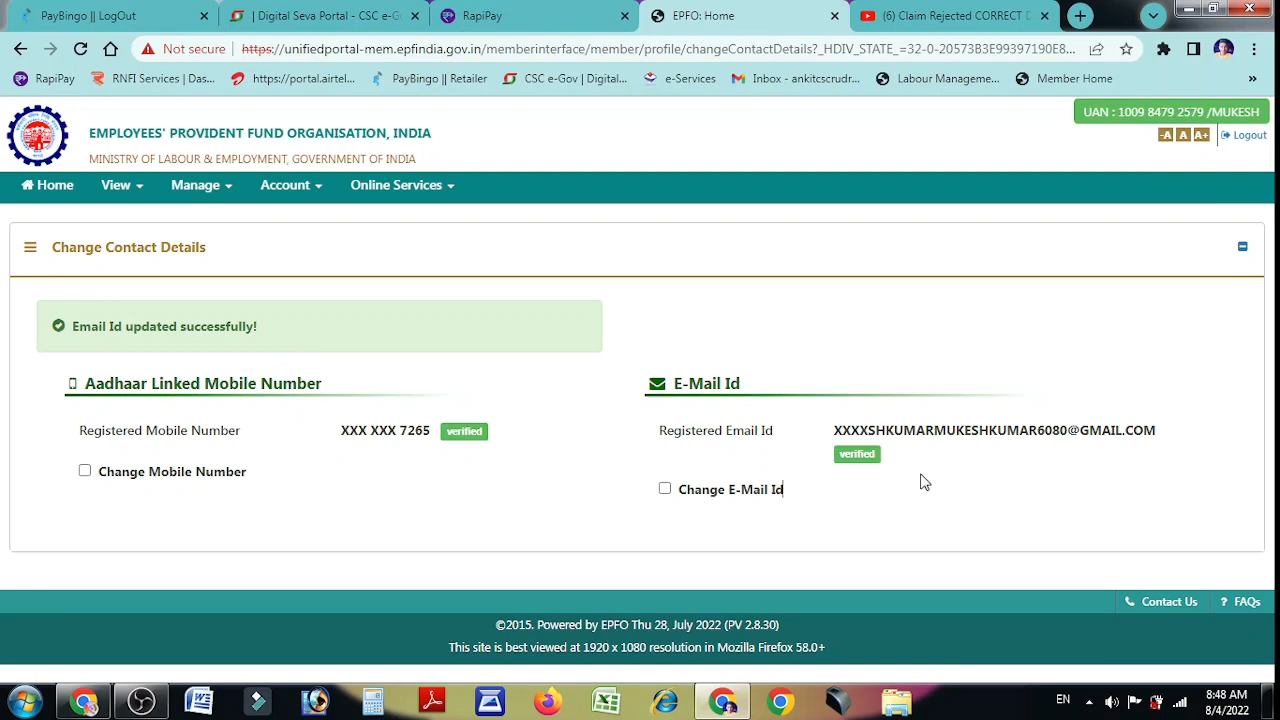 PayBingo || LogOut
| Digital Seva Portal - CSC e-Go
RapiPay
EPFO: Home
(6) Claim Rejected CORRECT D
Not secure
https://unifiedportal-mem.epfindia.gov.in/memberinterface/member/profile/changeContactDetails?_HDIV_STATE_=32-0-20573B3E99397190E8...
RapiPay
RNFI Services | Das...
https://portal.airtel...
PayBingo || Retailer
CSC e-Gov | Digital...
e-Services
Inbox - ankitcscrudr...
Labour Manageme...
Member Home
»
UAN : 1009 8479 2579 /MUKESH
EMPLOYEES' PROVIDENT FUND ORGANISATION, INDIA
-A A A+ Logout
MINISTRY OF LABOUR & EMPLOYMENT, GOVERNMENT OF INDIA
Home View Manage Account Online Services
Change Contact Details
Email Id updated successfully!
Aadhaar Linked Mobile Number
E-Mail Id
Registered Mobile Number XXX XXX 7265 verified
Registered Email Id XXXXSHKUMARMUKESHKUMAR6080@GMAIL.COM
verified
Change Mobile Number
Change E-Mail Id
Contact Us ? FAQs
©2015. Powered by EPFO Thu 28, July 2022 (PV 2.8.30)
This site is best viewed at 1920 x 1080 resolution in Mozilla Firefox 58.0+
EN
8:48 AM
8/4/2022